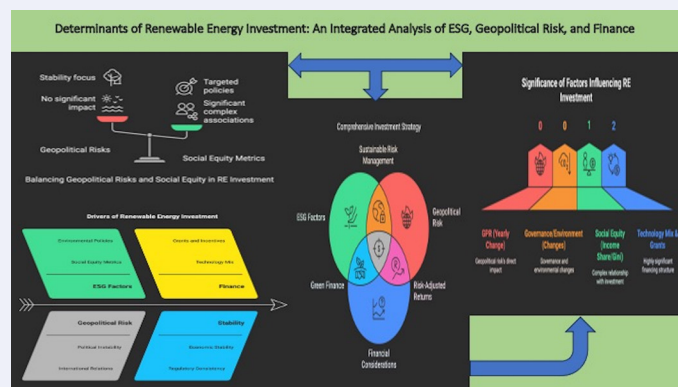 Determinants of Renewable Energy Investment: An Integrated Analysis of ESG, Geopolitical Risk, and Finance
Stability focus
No significant
impact
Targeted
policies
Significant
complex
associations
Geopolitical Risks
Social Equity Metrics
Balancing Geopolitical Risks and Social Equity in RE Investment
Drivers of Renewable Energy Investment
Environmental Policies
Social Equity Metrics
ESG Factors
Grants and Incentives
Technology Mix
Finance
Geopolitical Risk
Political Instability
International Relations
Stability
Economic Stability
Regulatory Consistency
Comprehensive Investment Strategy
Sustainable Risk
Management
ESG Factors
Geopolitical
Risk
Green Finance
Risk-Adjusted
Returns
Financial
Considerations
Significance of Factors Influencing RE
Investment
0
0
1
2
GPR (Yearly
Change)
Geopolitical risk's direct
impact
Governance/Environment
(Changes)
Governance and
environmental changes
Social Equity
(Income
Share/Gini)
Complex relationship
with investment
Technology Mix &
Grants
Highly significant
financing structure